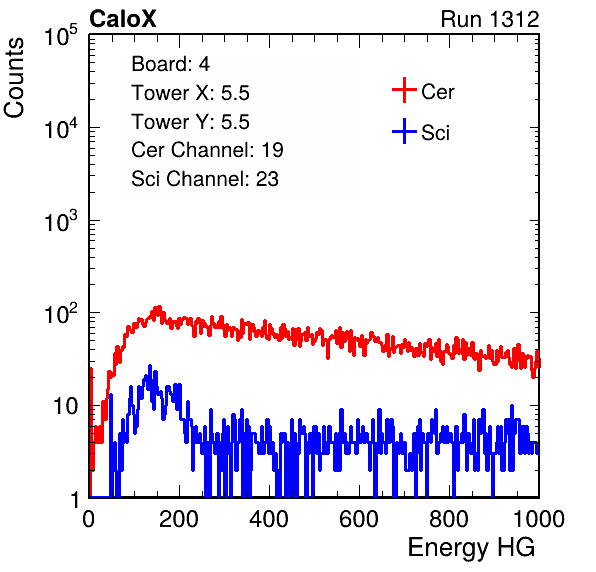 CaloX Run 1312
Counts
Board: 4
Tower X: 5.5
Tower Y: 5.5
Cer Channel: 19
Sci Channel: 23
Cer
Sci
10^5
10^4
10^3
10^2
10
1
0 200 400 600 800 1000
Energy HG